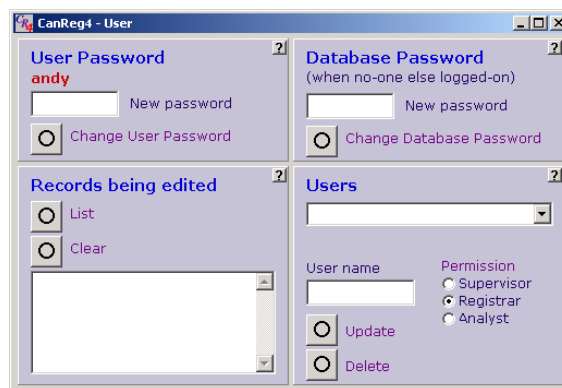 CR4 CanReg4 - User
User Password ?
andy
New password
Change User Password
Database Password ?
(when no-one else logged-on)
New password
Change Database Password
Records being edited ?
List
Clear
Users ?
User name
Permission
Supervisor
Registrar
Analyst
Update
Delete